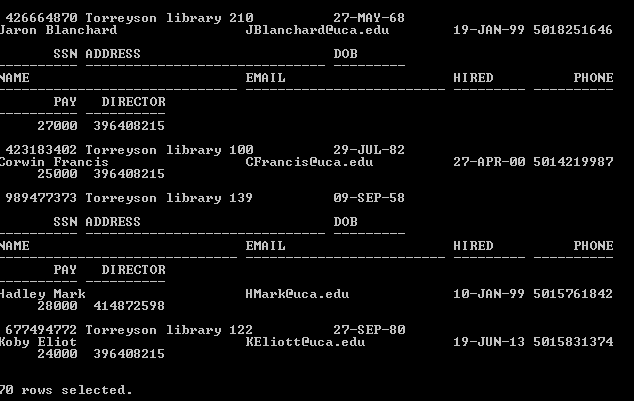 426664870 Torreyson library 210 27-MAY-68
Jaron Blanchard JBlanchard@uca.edu 19-JAN-99 5018251646
SSN ADDRESS DOB
---------- ------------------------------ ---------
NAME EMAIL HIRED PHONE
------------------------------ ------------------------- --------- ----------
PAY DIRECTOR
---------- ----------
27000 396408215
423183402 Torreyson library 100 29-JUL-82
Corwin Francis CFrancis@uca.edu 27-APR-00 5014219987
25000 396408215
989477373 Torreyson library 139 09-SEP-58
SSN ADDRESS DOB
---------- ------------------------------ ---------
NAME EMAIL HIRED PHONE
------------------------------ ------------------------- --------- ----------
PAY DIRECTOR
---------- ----------
Hadley Mark HMark@uca.edu 10-JAN-99 5015761842
28000 414872598
677494772 Torreyson library 122 27-SEP-80
Koby Eliot KEliott@uca.edu 19-JUN-13 5015831374
24000 396408215
70 rows selected.